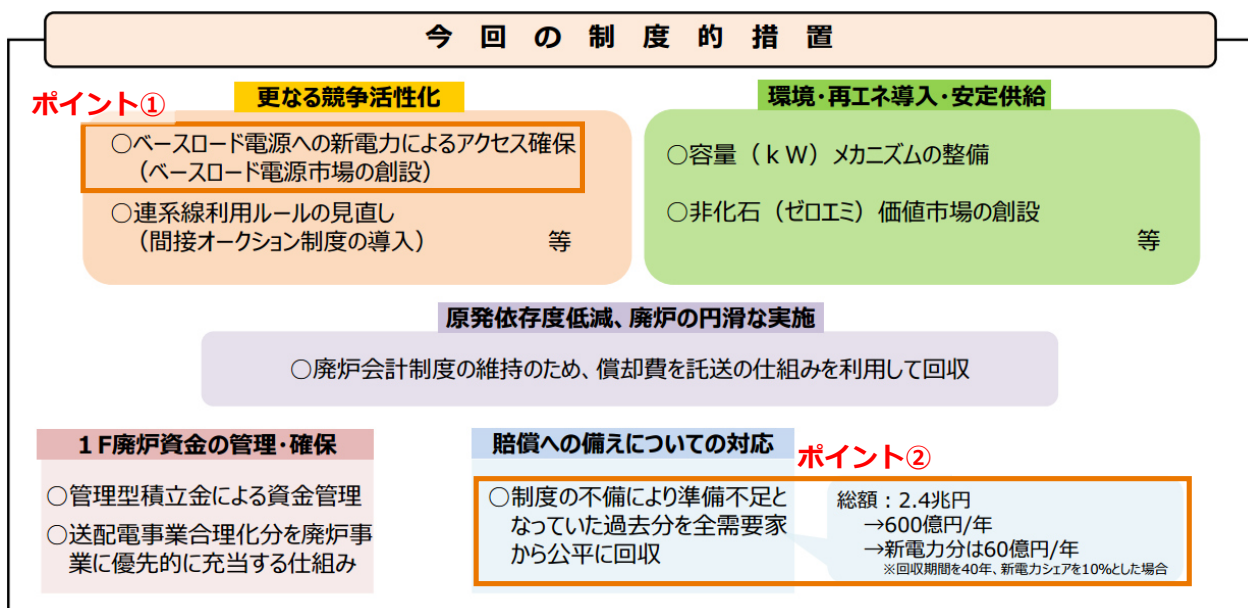 今回の制度的措置
ポイント①
更なる競争活性化
○ベースロード電源への新電力によるアクセス確保
（ベースロード電源市場の創設）
○連系線利用ルールの見直し
（間接オークション制度の導入） 等
環境・再エネ導入・安定供給
○容量（ｋＷ）メカニズムの整備
○非化石（ゼロエミ）価値市場の創設
等
原発依存度低減、廃炉の円滑な実施
○廃炉会計制度の維持のため、償却費を託送の仕組みを利用して回収
１Ｆ廃炉資金の管理・確保
○管理型積立金による資金管理
○送配電事業合理化分を廃炉事
業に優先的に充当する仕組み
賠償への備えについての対応
ポイント②
○制度の不備により準備不足と
なっていた過去分を全需要家
から公平に回収
総額：2.4兆円
→600億円/年
→新電力分は60億円/年
※回収期間を40年、新電力シェアを10%とした場合